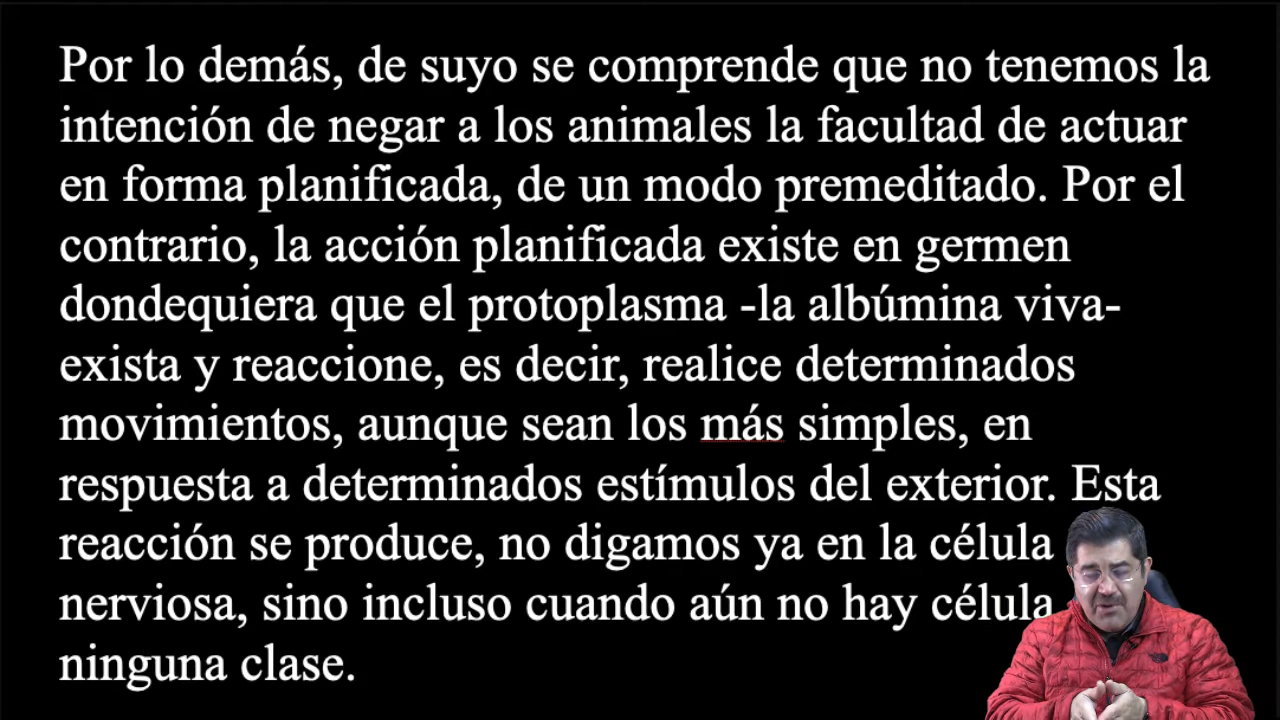 Por lo demás, de suyo se comprende que no tenemos la
intención de negar a los animales la facultad de actuar
en forma planificada, de un modo premeditado. Por el
contrario, la acción planificada existe en germen
dondequiera que el protoplasma -la albúmina viva-
exista y reaccione, es decir, realice determinados
movimientos, aunque sean los más simples, en
respuesta a determinados estímulos del exterior. Esta
reacción se produce, no digamos ya en la célula
nerviosa, sino incluso cuando aún no hay célula
ninguna clase.